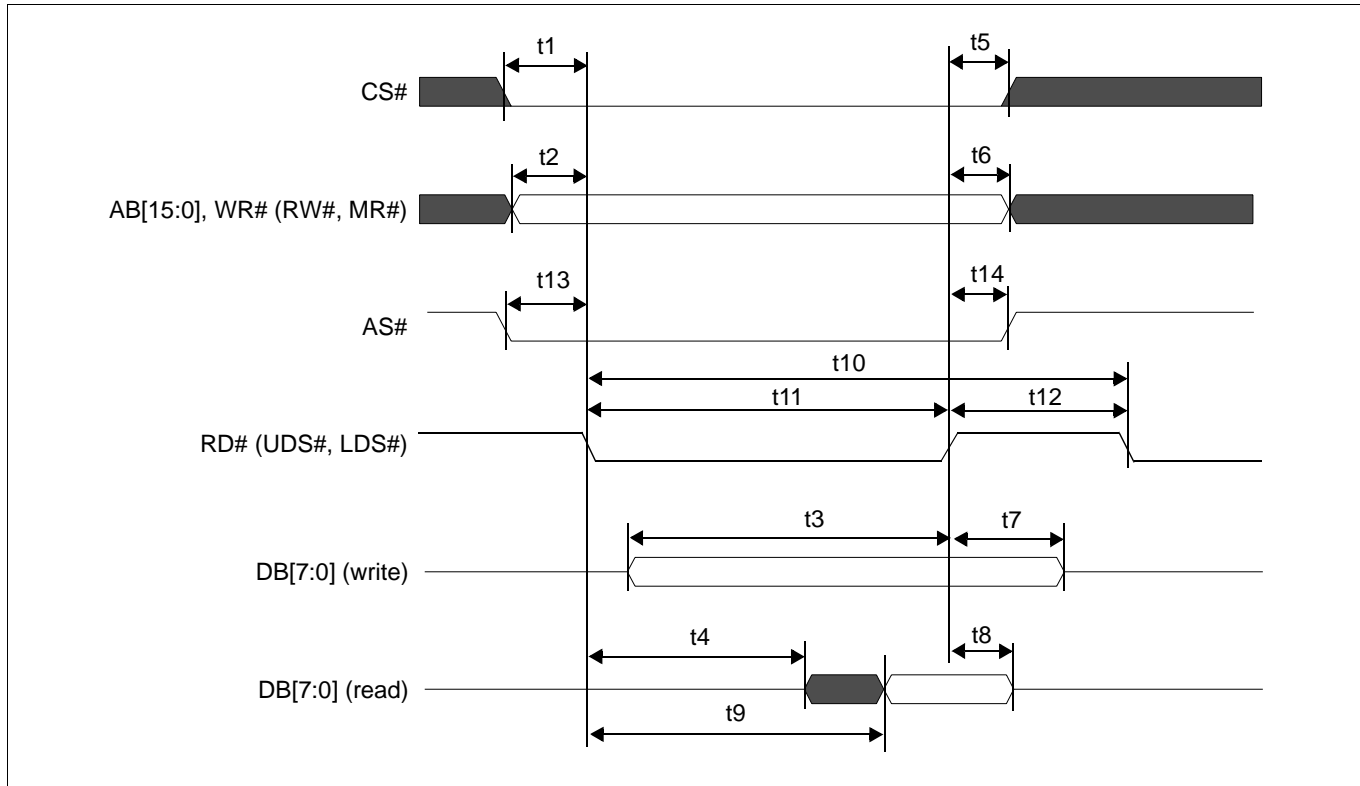 t1 t5
CS#
t2 t6
AB[15:0], WR# (RW#, MR#)
t13 t14
AS#
t10
t11 t12
RD# (UDS#, LDS#)
t3 t7
DB[7:0] (write)
t4 t8
DB[7:0] (read)
t9